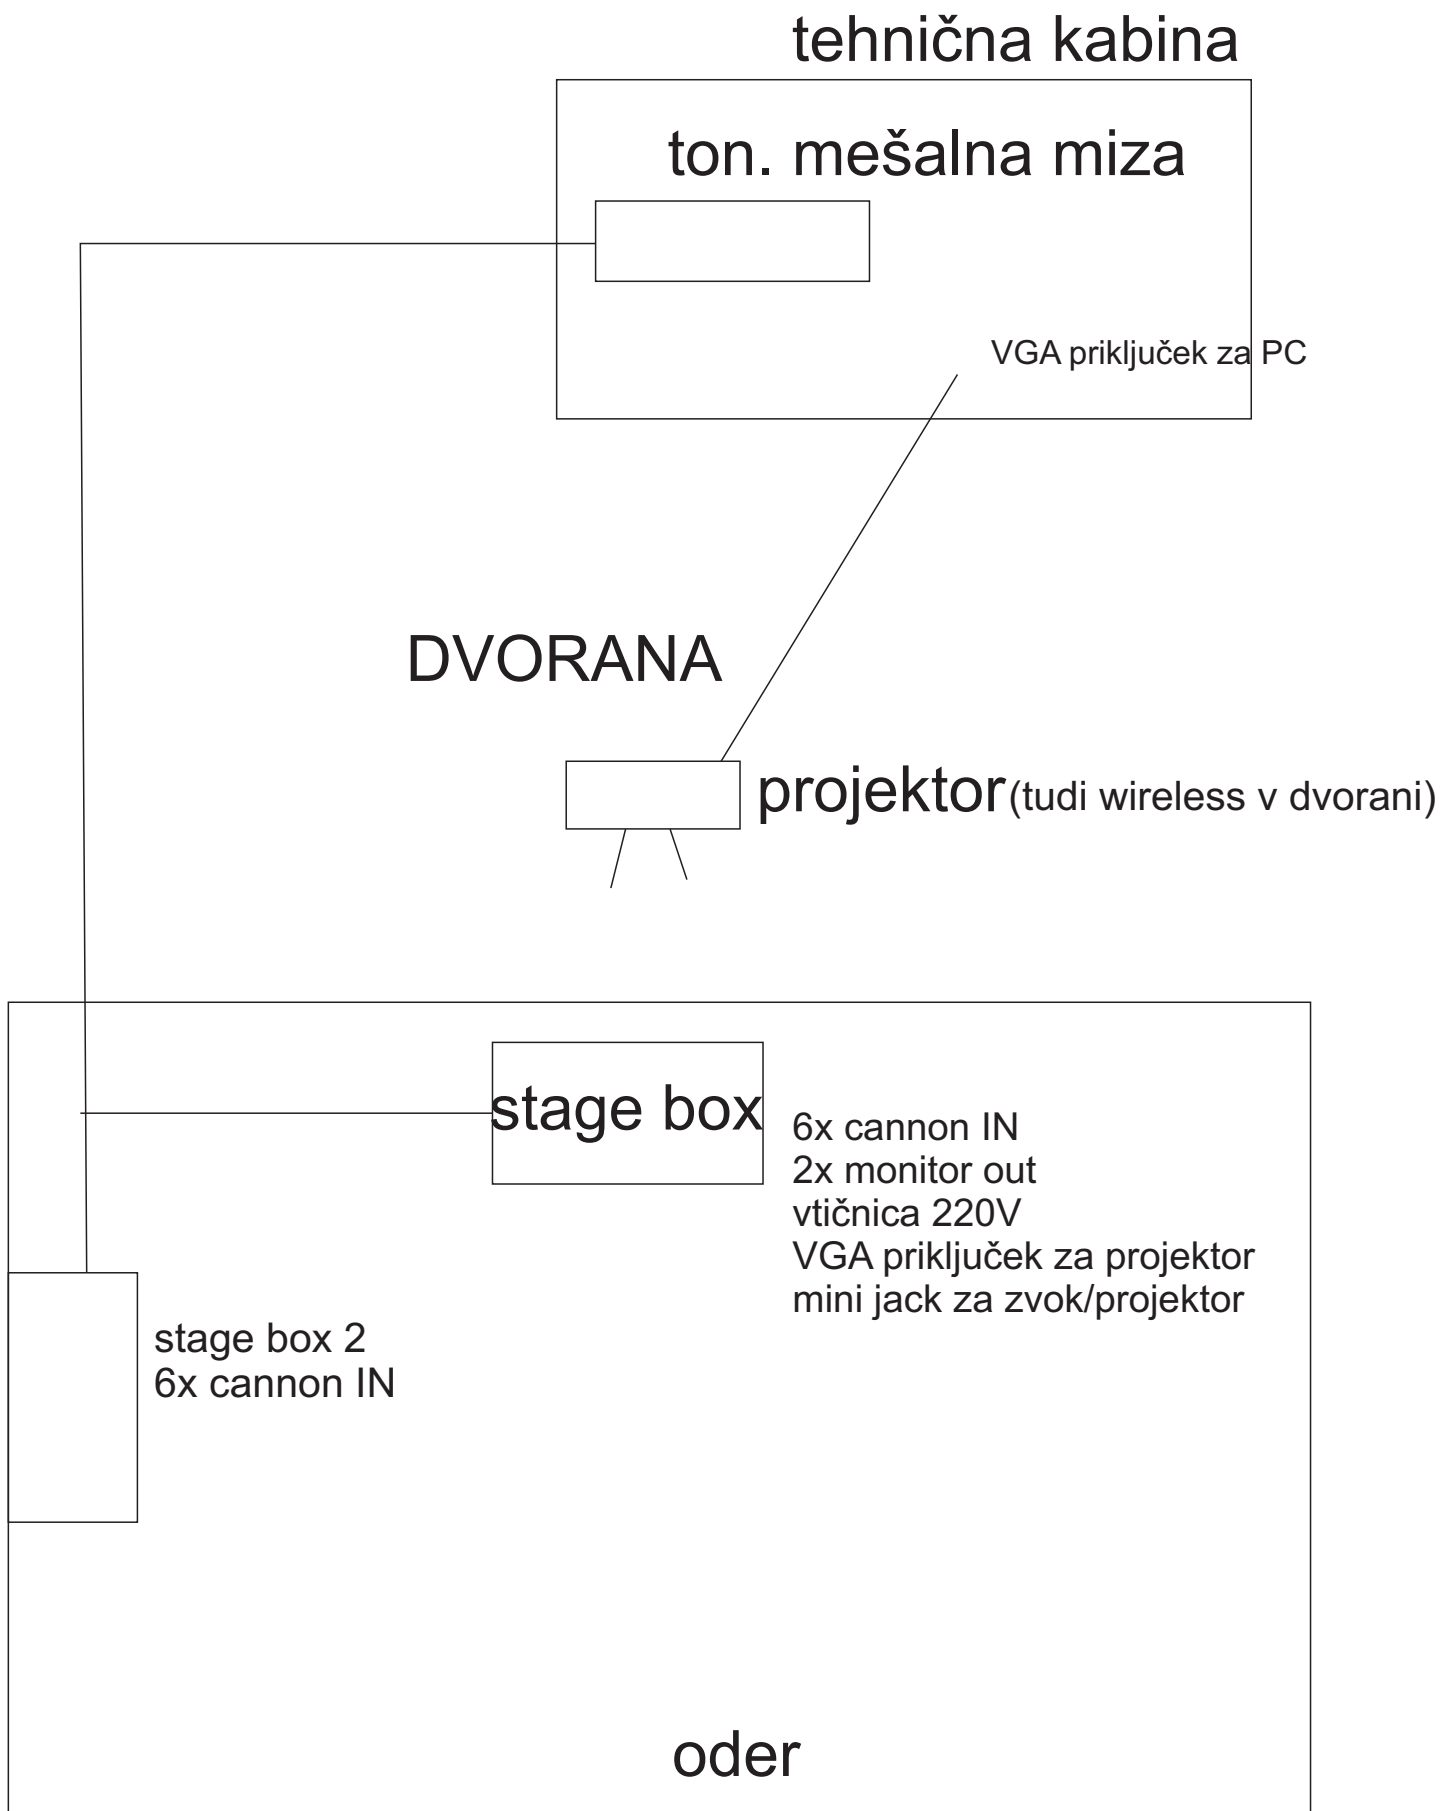 tehnična kabina
ton. mešalna miza
VGA priključek za PC
DVORANA
projektor (tudi wireless v dvorani)
stage box
6x cannon IN
2x monitor out
vtičnica 220V
VGA priključek za projektor
mini jack za zvok/projektor
stage box 2
6x cannon IN
oder